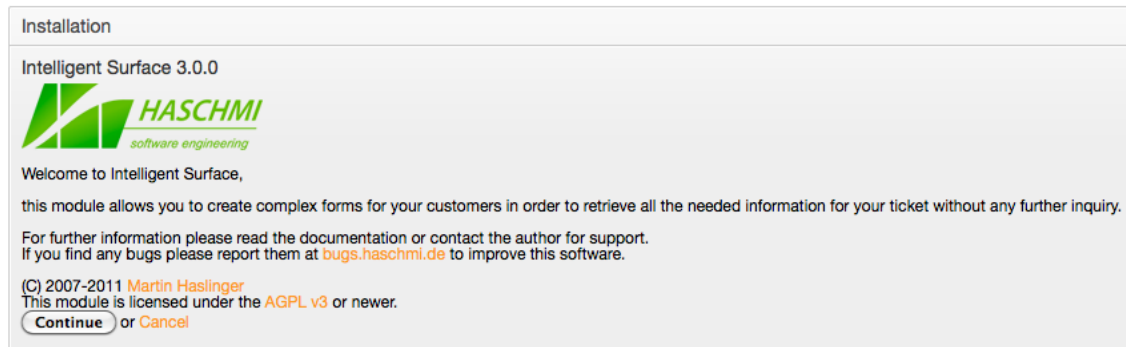 Installation
Intelligent Surface 3.0.0
HASCHMI
software engineering
Welcome to Intelligent Surface,
this module allows you to create complex forms for your customers in order to retrieve all the needed information for your ticket without any further inquiry.
For further information please read the documentation or contact the author for support.
If you find any bugs please report them at bugs.haschmi.de to improve this software.
(C) 2007-2011 Martin Haslinger
This module is licensed under the AGPL v3 or newer.
Continue or Cancel